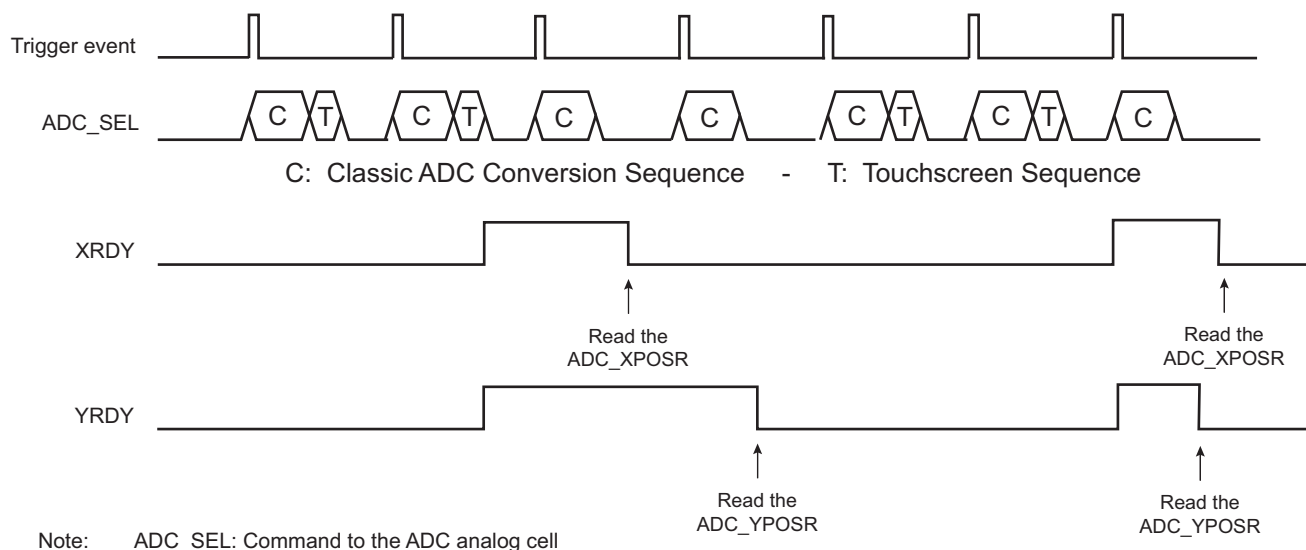 Trigger event
ADC_SEL
C T C T C C C T C T C
C: Classic ADC Conversion Sequence - T: Touchscreen Sequence
XRDY
Read the
ADC_XPOSR
Read the
ADC_XPOSR
YRDY
Read the
ADC_YPOSR
Read the
ADC_YPOSR
Note: ADC_SEL: Command to the ADC analog cell